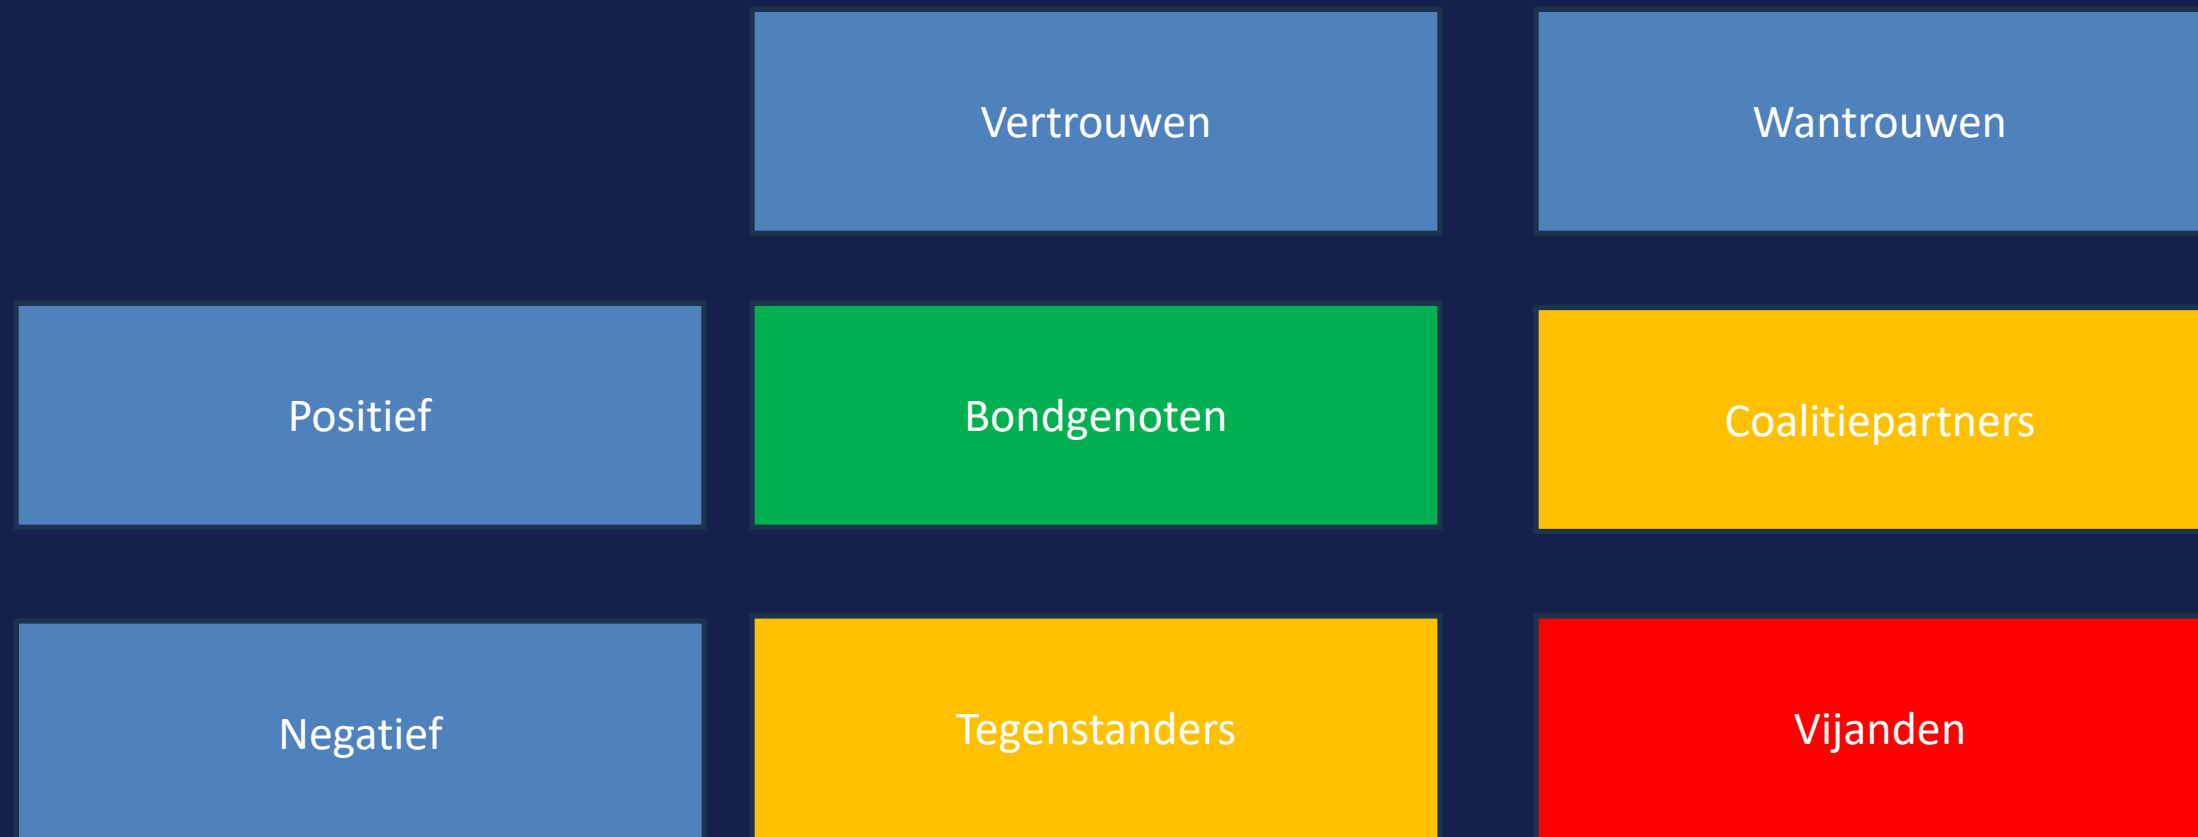 Vertrouwen
Wantrouwen
Positief
Bondgenoten
Coalitiepartners
Negatief
Tegenstanders
Vijanden